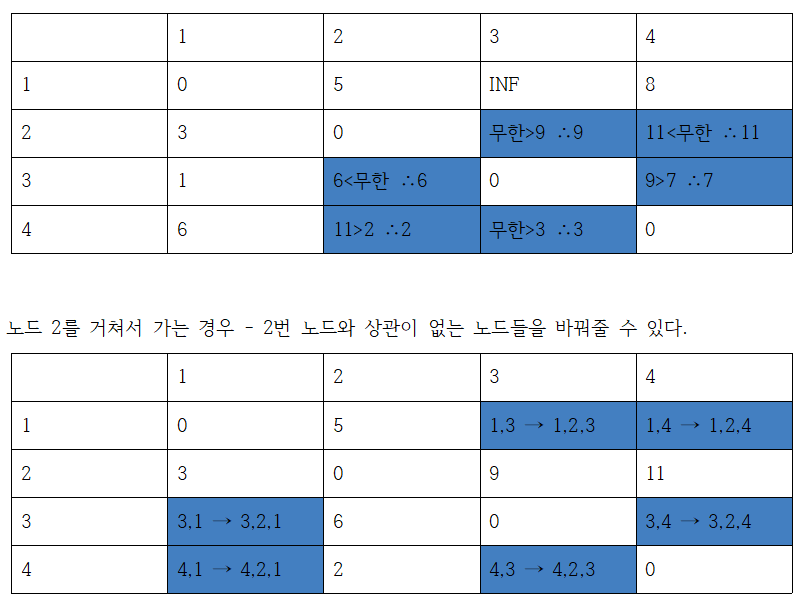 1 2 3 4
1 0 5 INF 8
2 3 0 무한>9 ∴9 11<무한 ∴11
3 1 6<무한 ∴6 0 9>7 ∴7
4 6 11>2 ∴2 무한>3 ∴3 0
노드 2를 거쳐서 가는 경우 - 2번 노드와 상관이 없는 노드들을 바꿔줄 수 있다.
1 2 3 4
1 0 5 1,3 → 1,2,3 1,4 → 1,2,4
2 3 0 9 11
3 3,1 → 3,2,1 6 0 3,4 → 3,2,4
4 4,1 → 4,2,1 2 4,3 → 4,2,3 0